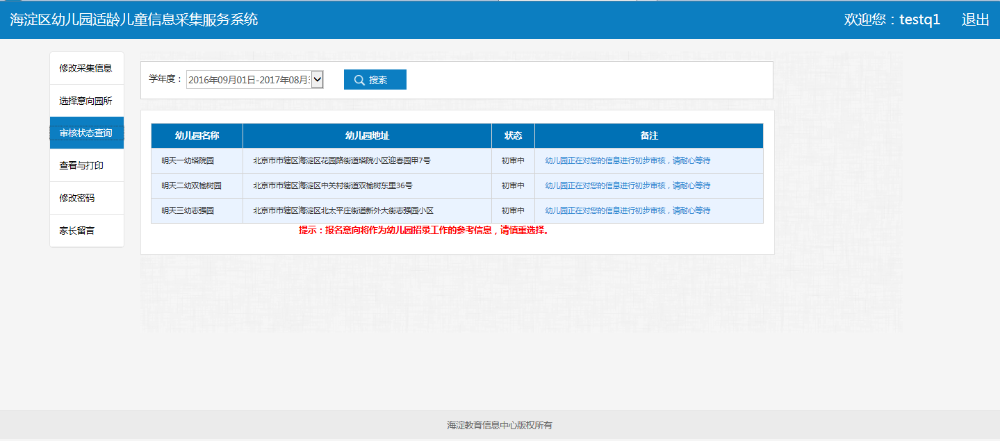 海淀区幼儿园适龄儿童信息采集服务系统
欢迎您：testq1 退出
修改采集信息
选择意向园所
审核状态查询
查看与打印
修改密码
家长留言
学年度： 2016年09月01日-2017年08月 搜索
幼儿园名称 幼儿园地址 状态 备注
明天一幼塔院园 北京市市辖区海淀区花园路街道塔院小区迎春园甲7号 初审中 幼儿园正在对您的信息进行初步审核，请耐心等待
明天二幼双榆树园 北京市市辖区海淀区中关村街道双榆树东里36号 初审中 幼儿园正在对您的信息进行初步审核，请耐心等待
明天三幼志强园 北京市市辖区海淀区北太平庄街道新外大街志强园小区 初审中 幼儿园正在对您的信息进行初步审核，请耐心等待
提示：报名意向将作为幼儿园招录工作的参考信息，请慎重选择。
海淀教育信息中心版权所有